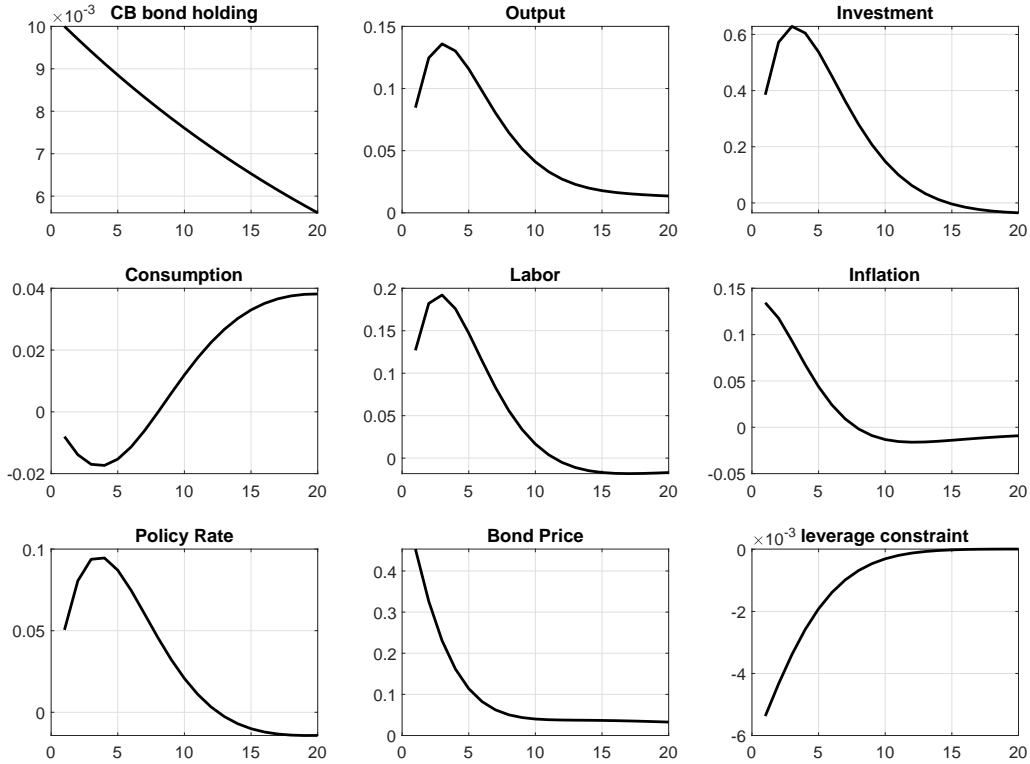 CB bond holding
×10⁻³
10
9
8
7
6
0 5 10 15 20
Output
0.15
0.1
0.05
0
0 5 10 15 20
Investment
0.6
0.4
0.2
0
0 5 10 15 20
Consumption
0.04
0.02
0
-0.02
0 5 10 15 20
Labor
0.2
0.15
0.1
0.05
0
0 5 10 15 20
Inflation
0.15
0.1
0.05
0
-0.05
0 5 10 15 20
Policy Rate
0.1
0.05
0
0 5 10 15 20
Bond Price
0.4
0.3
0.2
0.1
0
0 5 10 15 20
×10⁻³ leverage constraint
0
-2
-4
-6
0 5 10 15 20